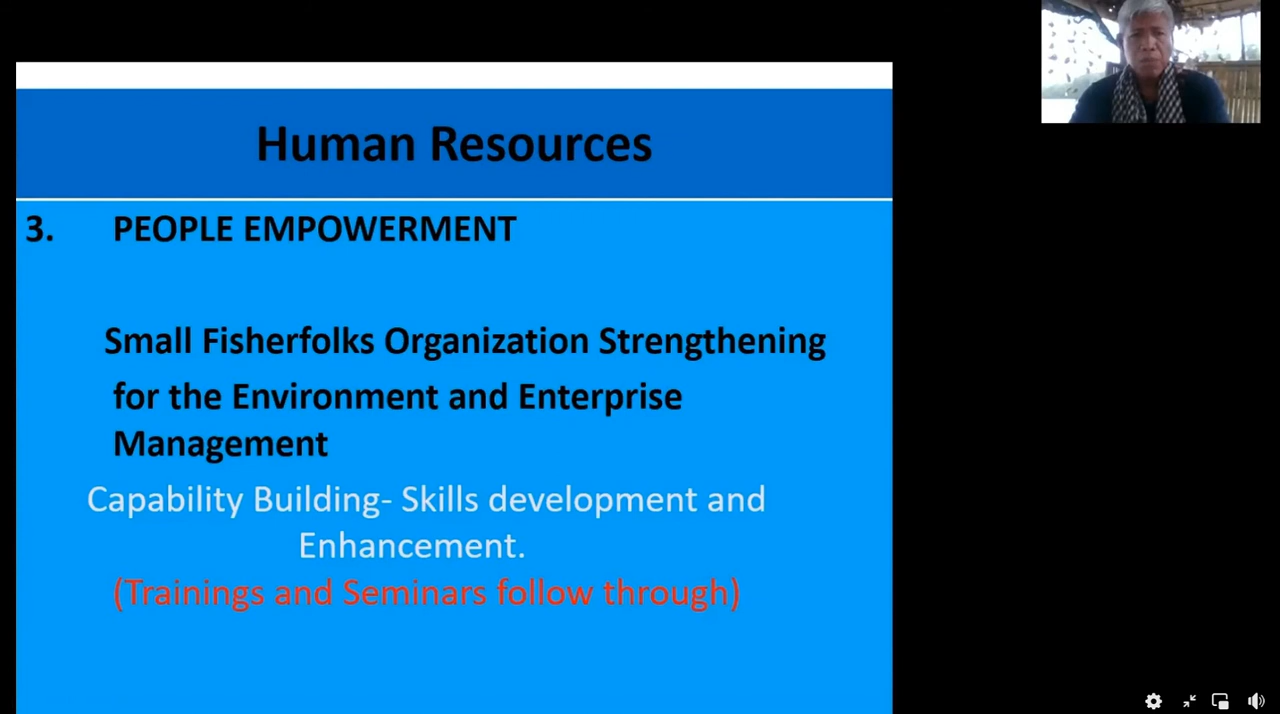 Human Resources
3. PEOPLE EMPOWERMENT
Small Fisherfolks Organization Strengthening
for the Environment and Enterprise
Management
Capability Building- Skills development and
Enhancement.
(Trainings and Seminars follow through)